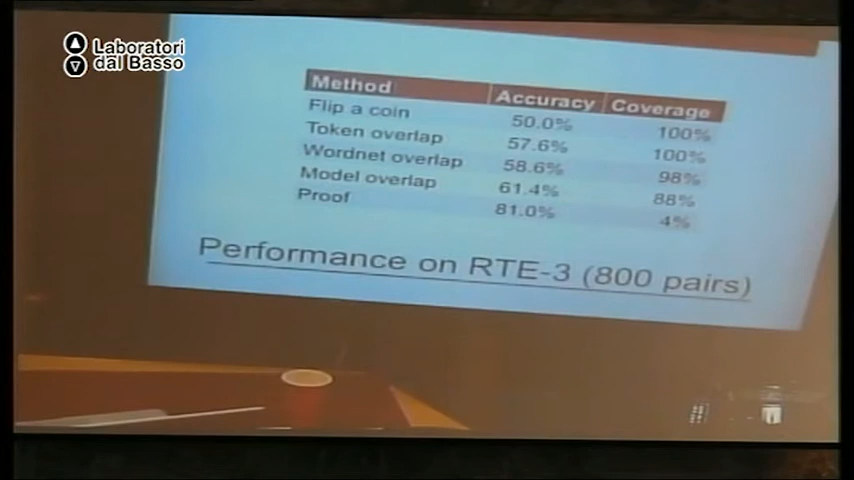 Laboratori
dal Basso
Method Accuracy Coverage
Flip a coin 50.0% 100%
Token overlap 57.6% 100%
Wordnet overlap 58.6% 98%
Model overlap 61.4% 88%
Proof 81.0% 4%
Performance on RTE-3 (800 pairs)